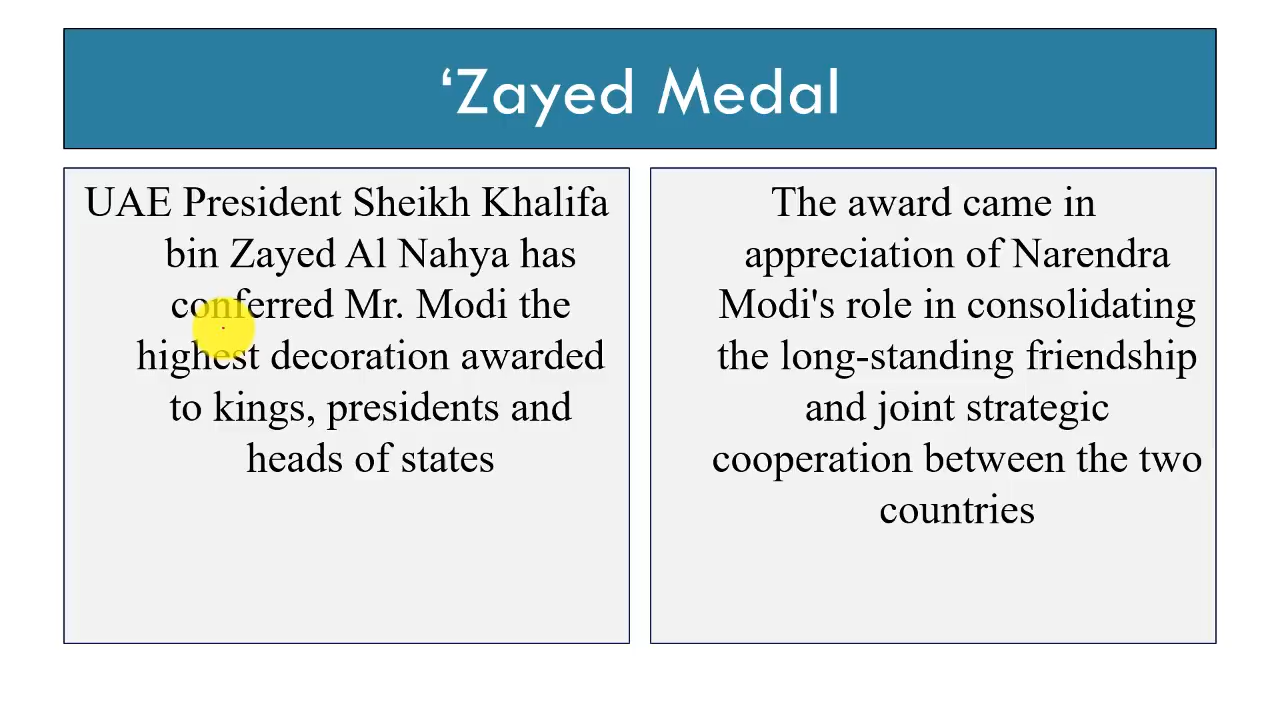 ‘Zayed Medal
UAE President Sheikh Khalifa
bin Zayed Al Nahya has
conferred Mr. Modi the
highest decoration awarded
to kings, presidents and
heads of states
The award came in
appreciation of Narendra
Modi's role in consolidating
the long-standing friendship
and joint strategic
cooperation between the two
countries